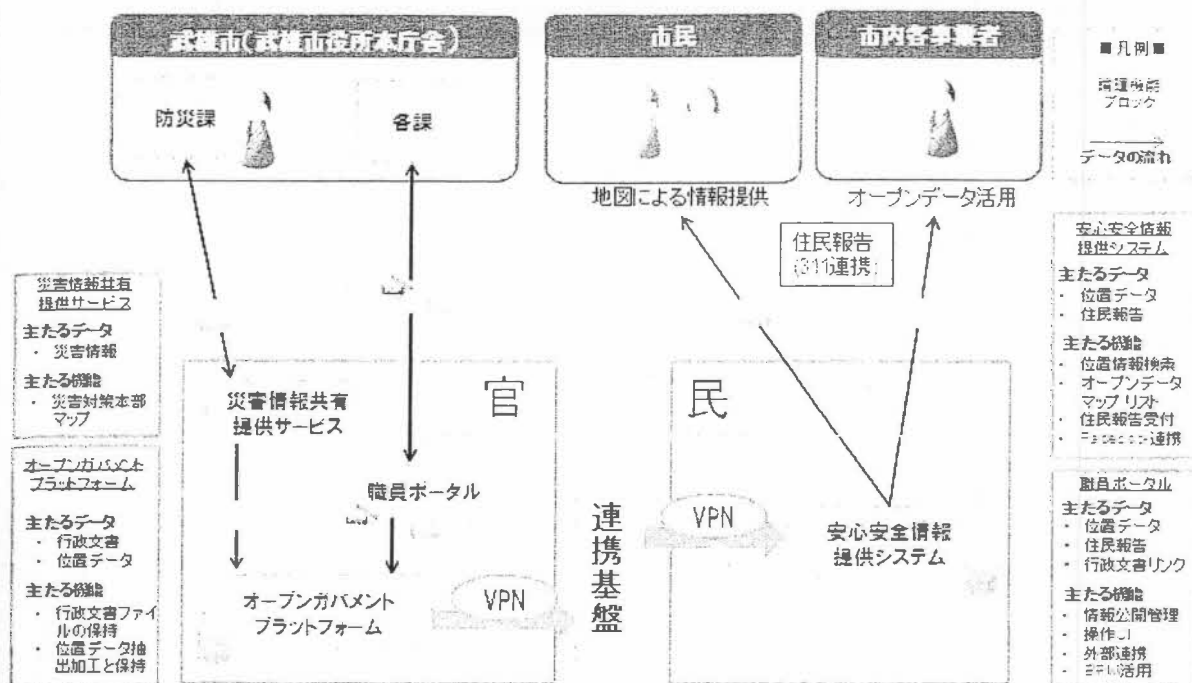 武雄市(武雄市役所本庁舎)
防災課
各課
市民
市内各事業者
■凡例■
ブロック
データの流れ
地図による情報提供
オープンデータ活用
住民報告
(311連携)
災害情報共有
提供サービス
主たるデータ
・ 災害情報
主たる機能
・ 災害対策本部
マップ
オープンガバメント
プラットフォーム
主たるデータ
・ 行政文書
・ 位置データ
主たる機能
・ 行政文書ファイ
ルの保持
・ 位置データ抽
出加工と保持
官
災害情報共有
提供サービス
職員ポータル
オープンガバメント
プラットフォーム
VPN
連携基盤
民
VPN
安心安全情報
提供システム
安心安全情報
提供システム
主たるデータ
・ 位置データ
・ 住民報告
主たる機能
・ 位置情報検索
・ オープンデータ
マップ リスト
・ 住民報告受付
・ 連携
職員ポータル
主たるデータ
・ 位置データ
・ 住民報告
・ 行政文書リンク
主たる機能
・ 情報公開管理
・ 操作UI
・ 外部連携
・ 活用